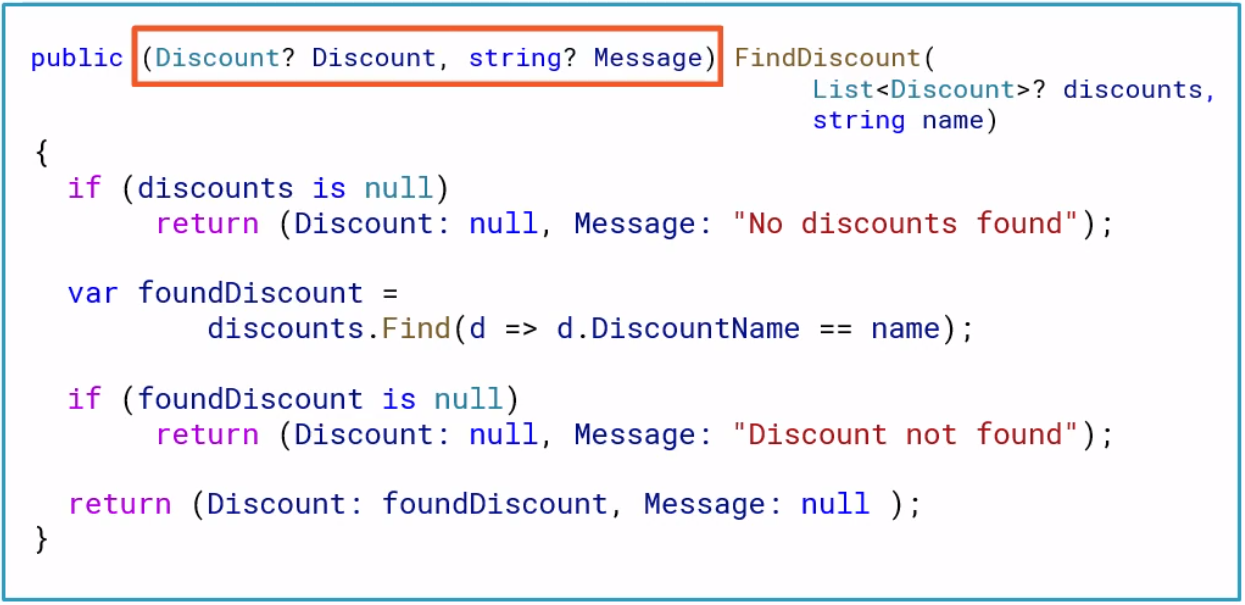 public (Discount? Discount, string? Message) FindDiscount(
List<Discount>? discounts,
string name)
{
if (discounts is null)
return (Discount: null, Message: "No discounts found");
var foundDiscount =
discounts.Find(d => d.DiscountName == name);
if (foundDiscount is null)
return (Discount: null, Message: "Discount not found");
return (Discount: foundDiscount, Message: null );
}